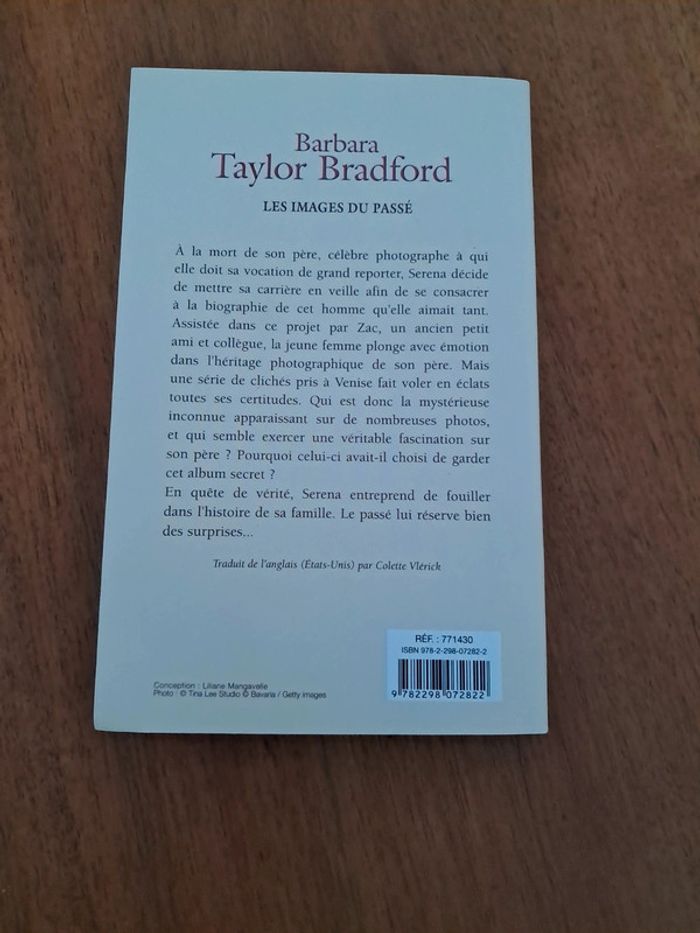 Barbara
Taylor Bradford
LES IMAGES DU PASSÉ
À la mort de son père, célèbre photographe à qui
elle doit sa vocation de grand reporter, Serena décide
de mettre sa carrière en veille afin de se consacrer
à la biographie de cet homme qu'elle aimait tant.
Assistée dans ce projet par Zac, un ancien petit
ami et collègue, la jeune femme plonge avec émotion
dans l'héritage photographique de son père. Mais
une série de clichés pris à Venise fait voler en éclats
toutes ses certitudes. Qui est donc la mystérieuse
inconnue apparaissant sur de nombreuses photos,
et qui semble exercer une véritable fascination sur
son père ? Pourquoi celui-ci avait-il choisi de garder
cet album secret ?
En quête de vérité, Serena entreprend de fouiller
dans l'histoire de sa famille. Le passé lui réserve bien
des surprises...
Traduit de l'anglais (États-Unis) par Colette Vlérick
RÉF. : 771430
ISBN 978-2-298-07282-2
9 782298 072822
Conception : Liliane Mangavelle
Photo : © Tina Lee Studio © Bavaria / Getty images